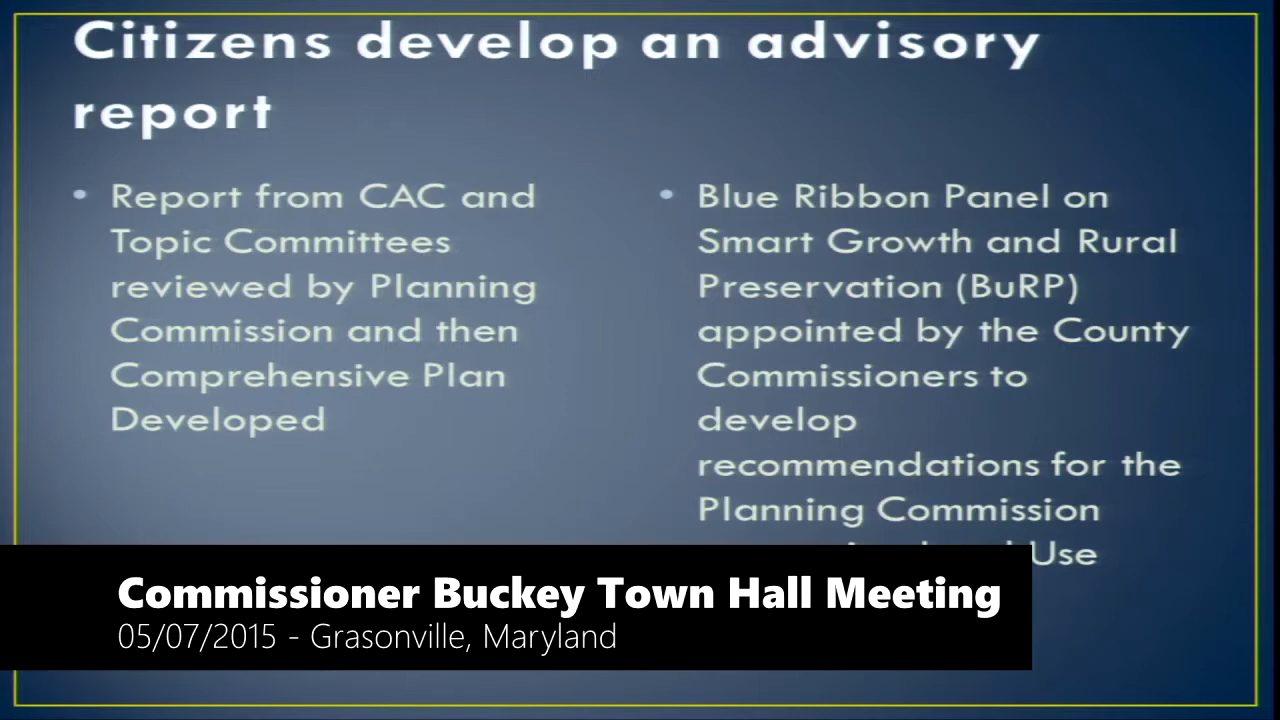 Citizens develop an advisory
report
• Report from CAC and
Topic Committees
reviewed by Planning
Commission and then
Comprehensive Plan
Developed
• Blue Ribbon Panel on
Smart Growth and Rural
Preservation (BuRP)
appointed by the County
Commissioners to
develop
recommendations for the
Planning Commission
Use
Commissioner Buckey Town Hall Meeting
05/07/2015 - Grasonville, Maryland